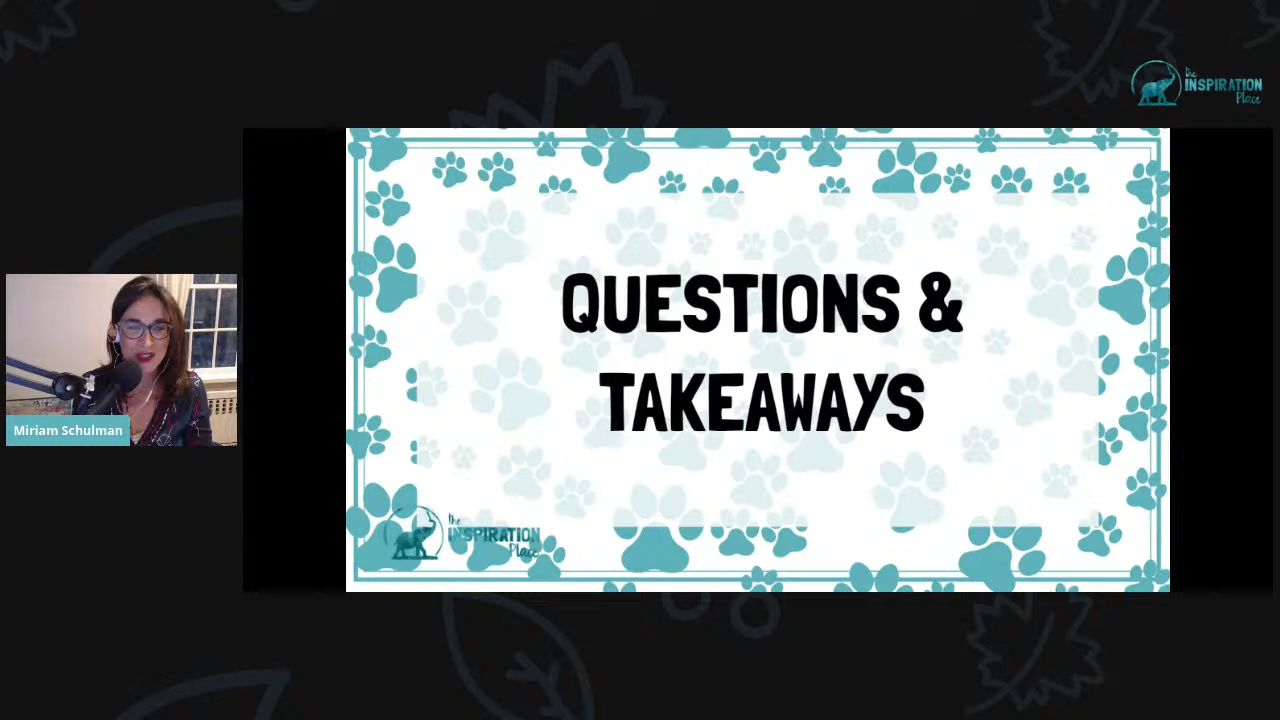 the
INSPIRATION
Place
QUESTIONS &
TAKEAWAYS
Miriam Schulman
the
INSPIRATION
Place